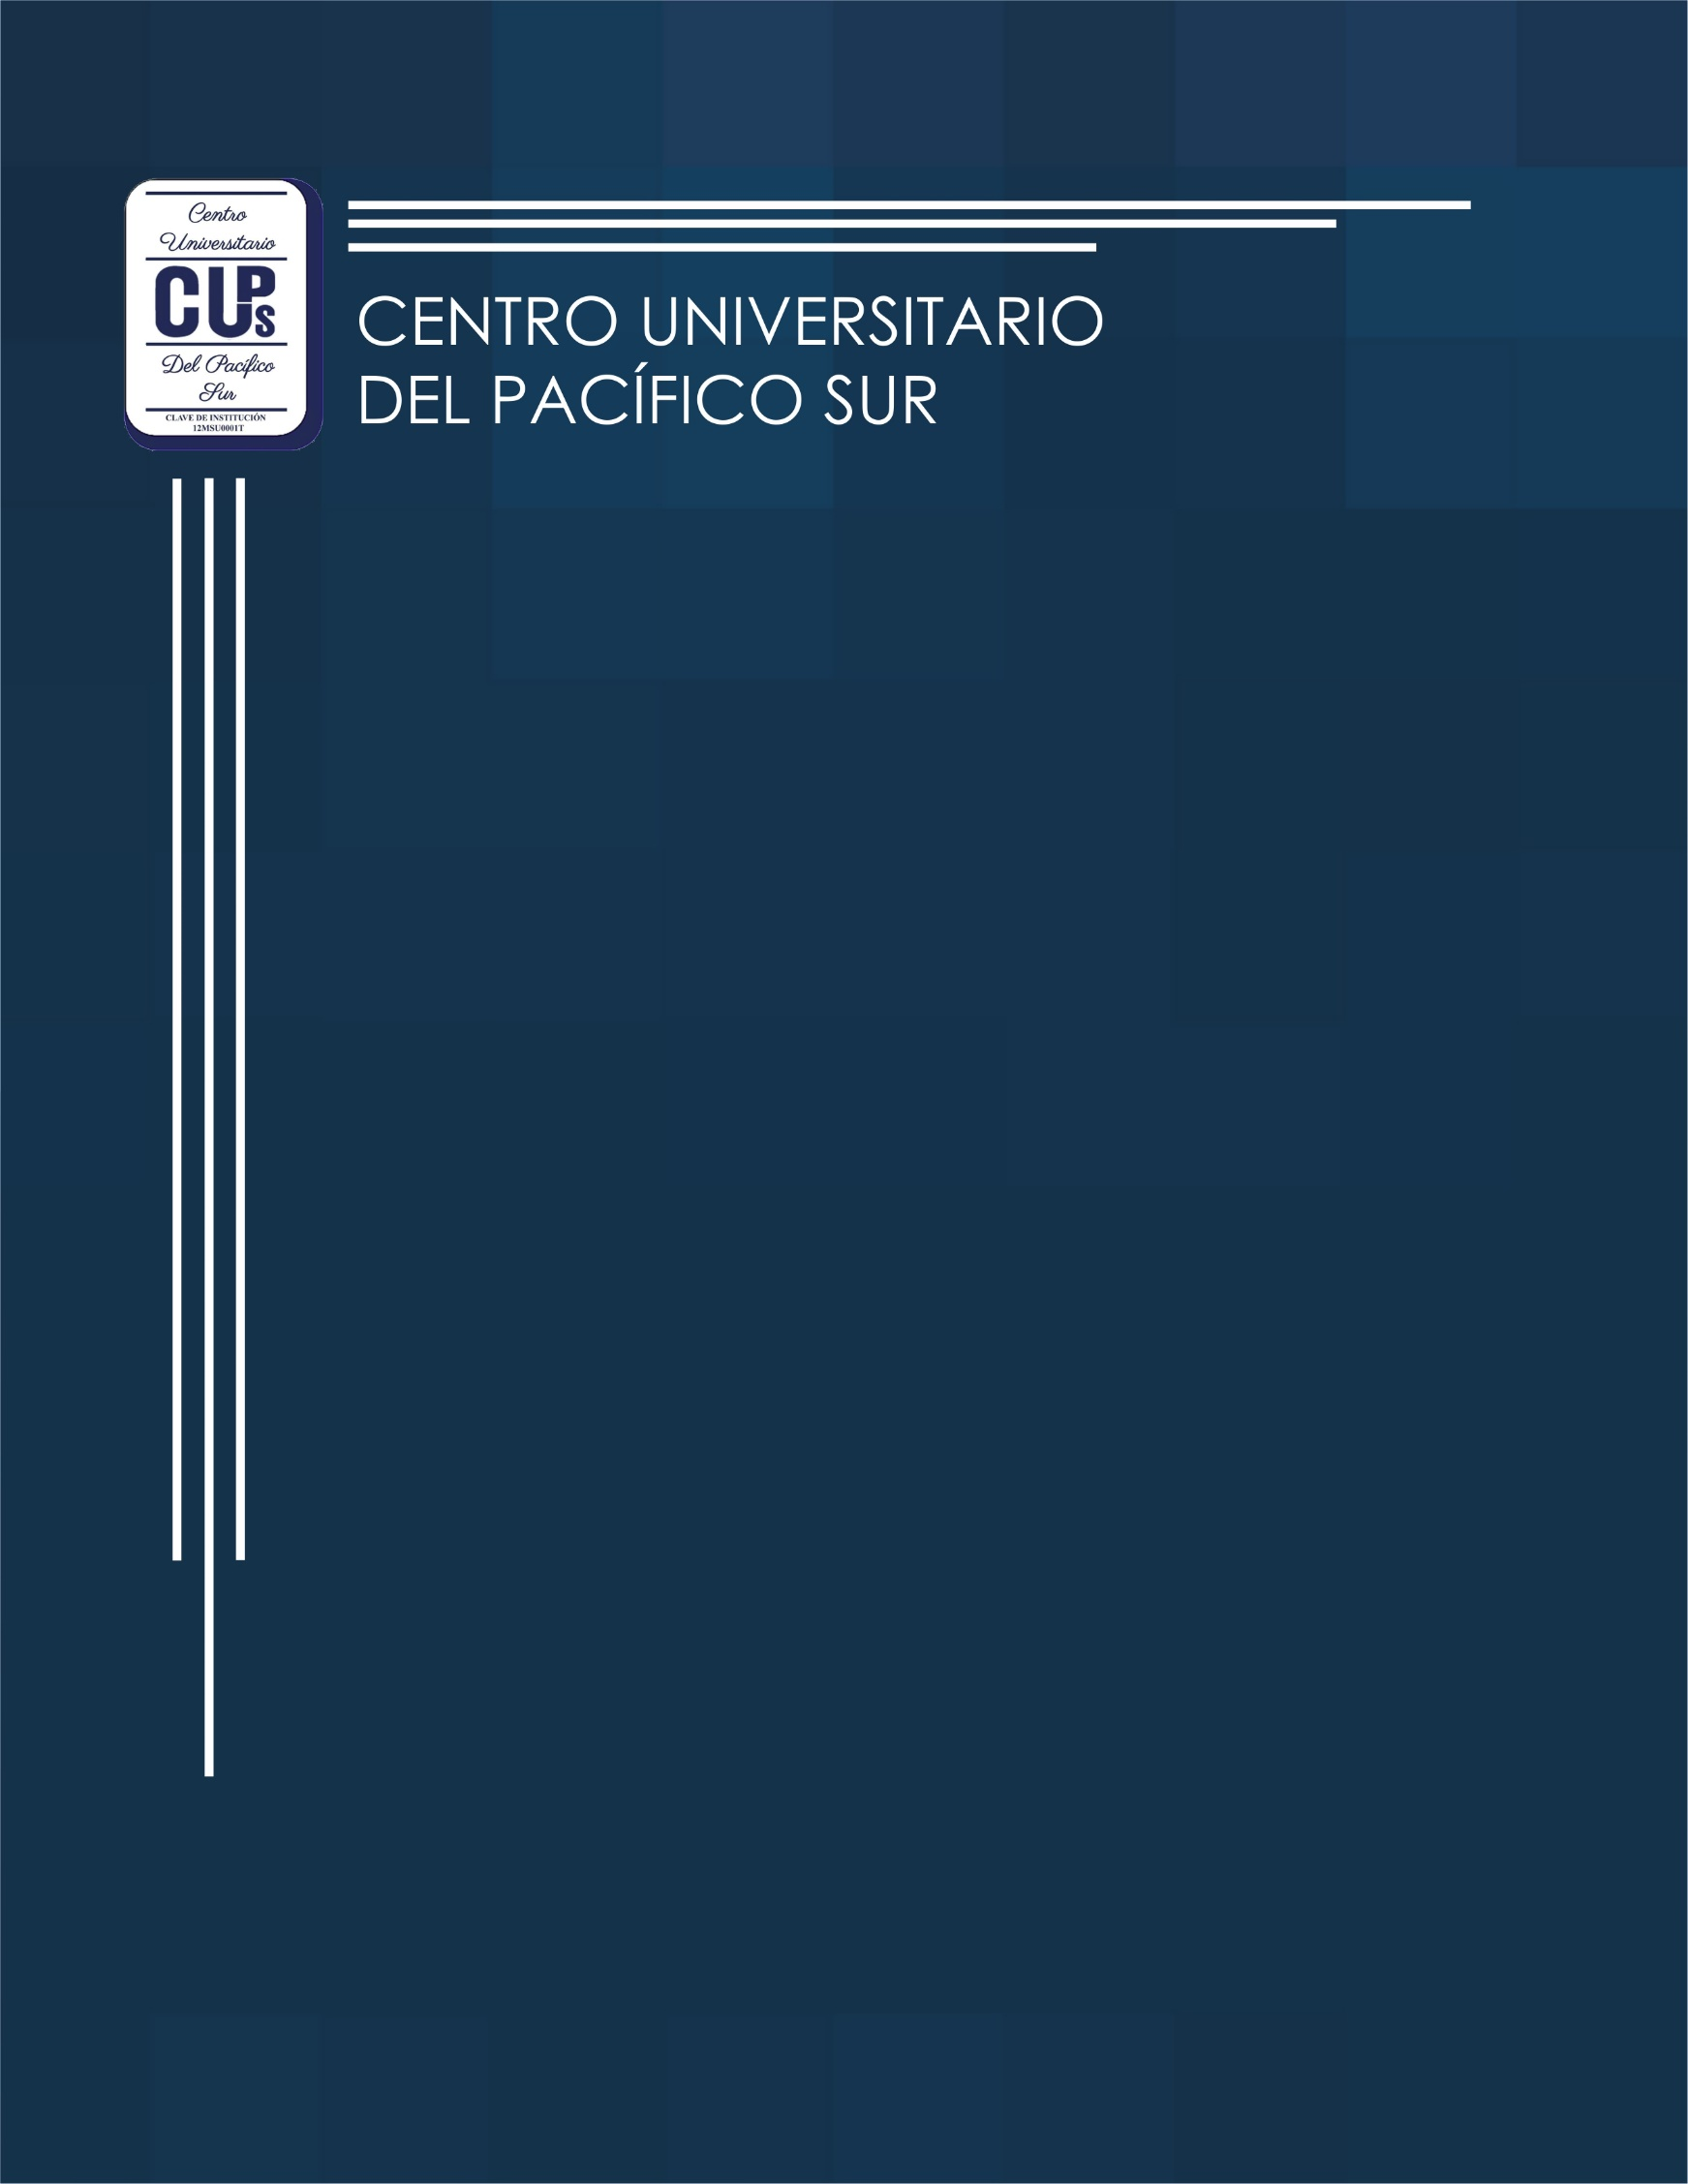 Centro
Universitario
CUPs
Del Pacífico
Sur
CLAVE DE INSTITUCIÓN
12MSU0001T
CENTRO UNIVERSITARIO
DEL PACÍFICO SUR